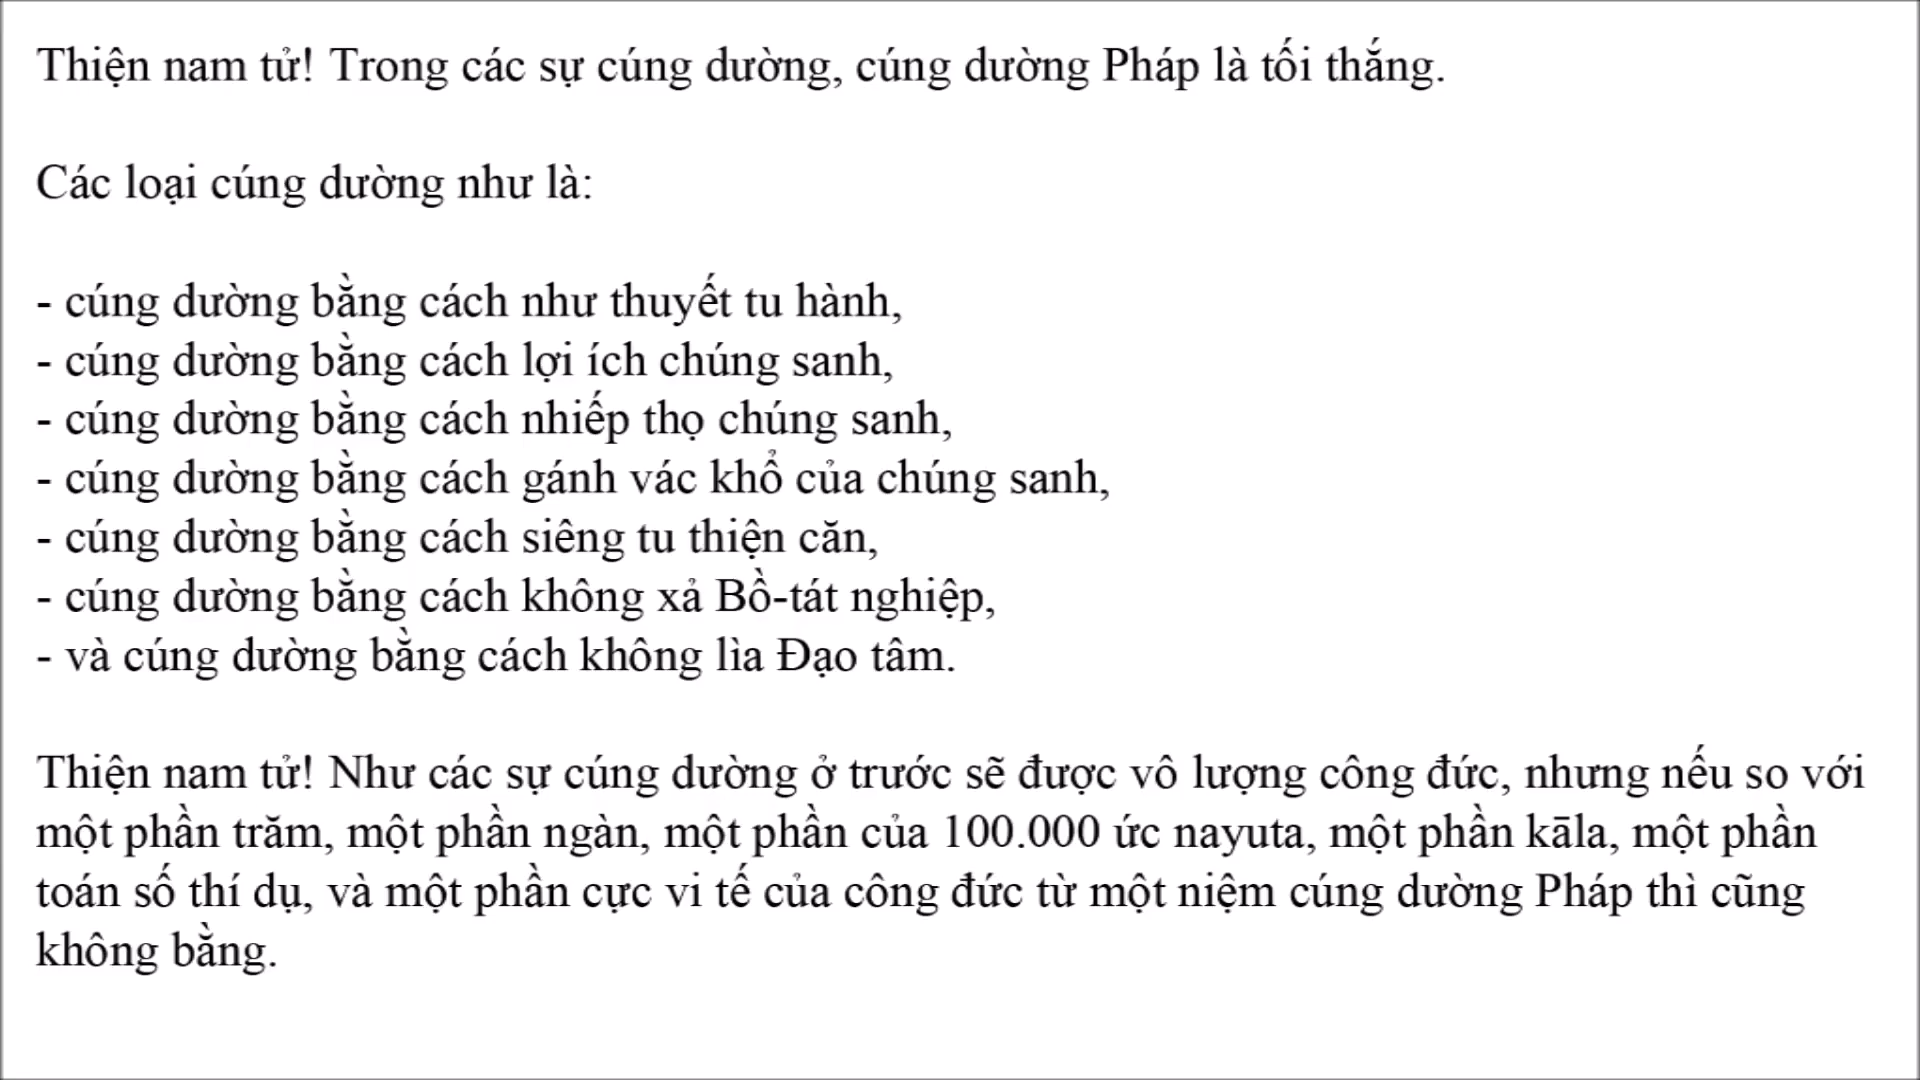 Thiện nam tử! Trong các sự cúng dường, cúng dường Pháp là tối thắng.
Các loại cúng dường như là:
- cúng dường bằng cách như thuyết tu hành,
- cúng dường bằng cách lợi ích chúng sanh,
- cúng dường bằng cách nhiếp thọ chúng sanh,
- cúng dường bằng cách gánh vác khổ của chúng sanh,
- cúng dường bằng cách siêng tu thiện căn,
- cúng dường bằng cách không xả Bồ-tát nghiệp,
- và cúng dường bằng cách không lìa Đạo tâm.
Thiện nam tử! Như các sự cúng dường ở trước sẽ được vô lượng công đức, nhưng nếu so với
một phần trăm, một phần ngàn, một phần của 100.000 ức nayuta, một phần kāla, một phần
toán số thí dụ, và một phần cực vi tế của công đức từ một niệm cúng dường Pháp thì cũng
không bằng.